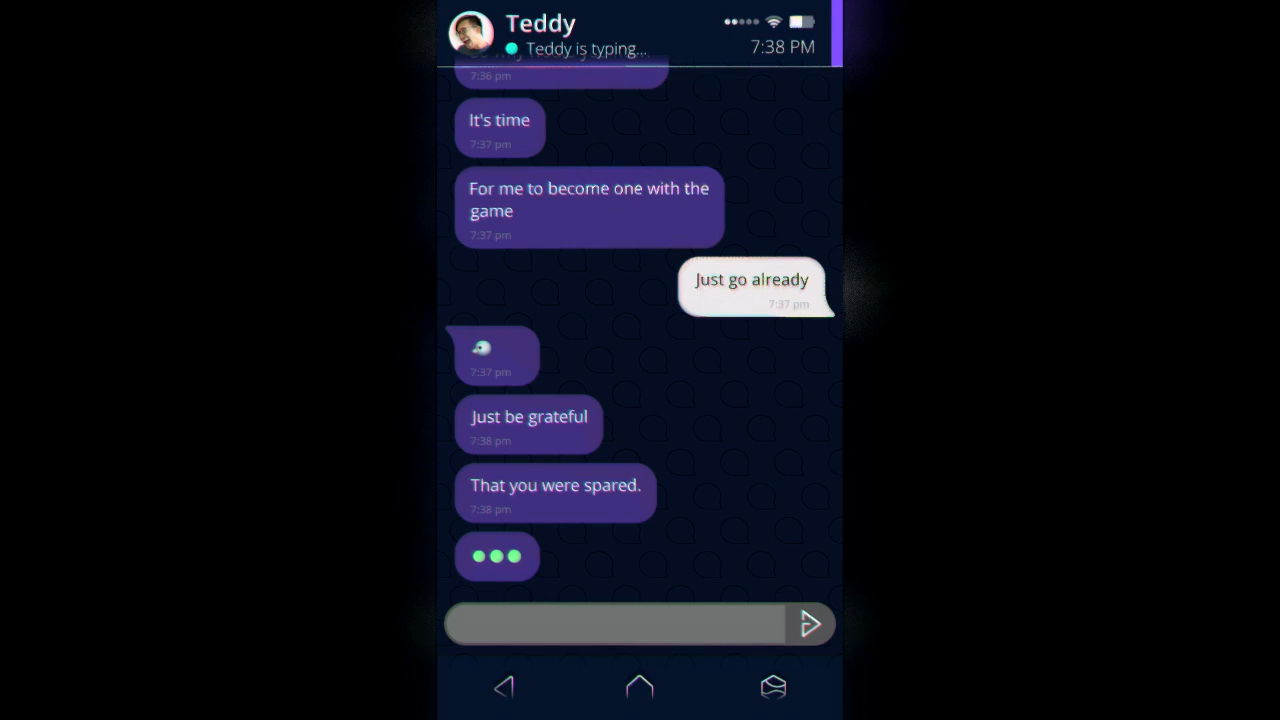 Teddy
Teddy is typing...
7:38 PM
7:36 pm
It's time
7:37 pm
For me to become one with the
game
7:37 pm
Just go already
7:37 pm
7:37 pm
Just be grateful
7:38 pm
That you were spared.
7:38 pm